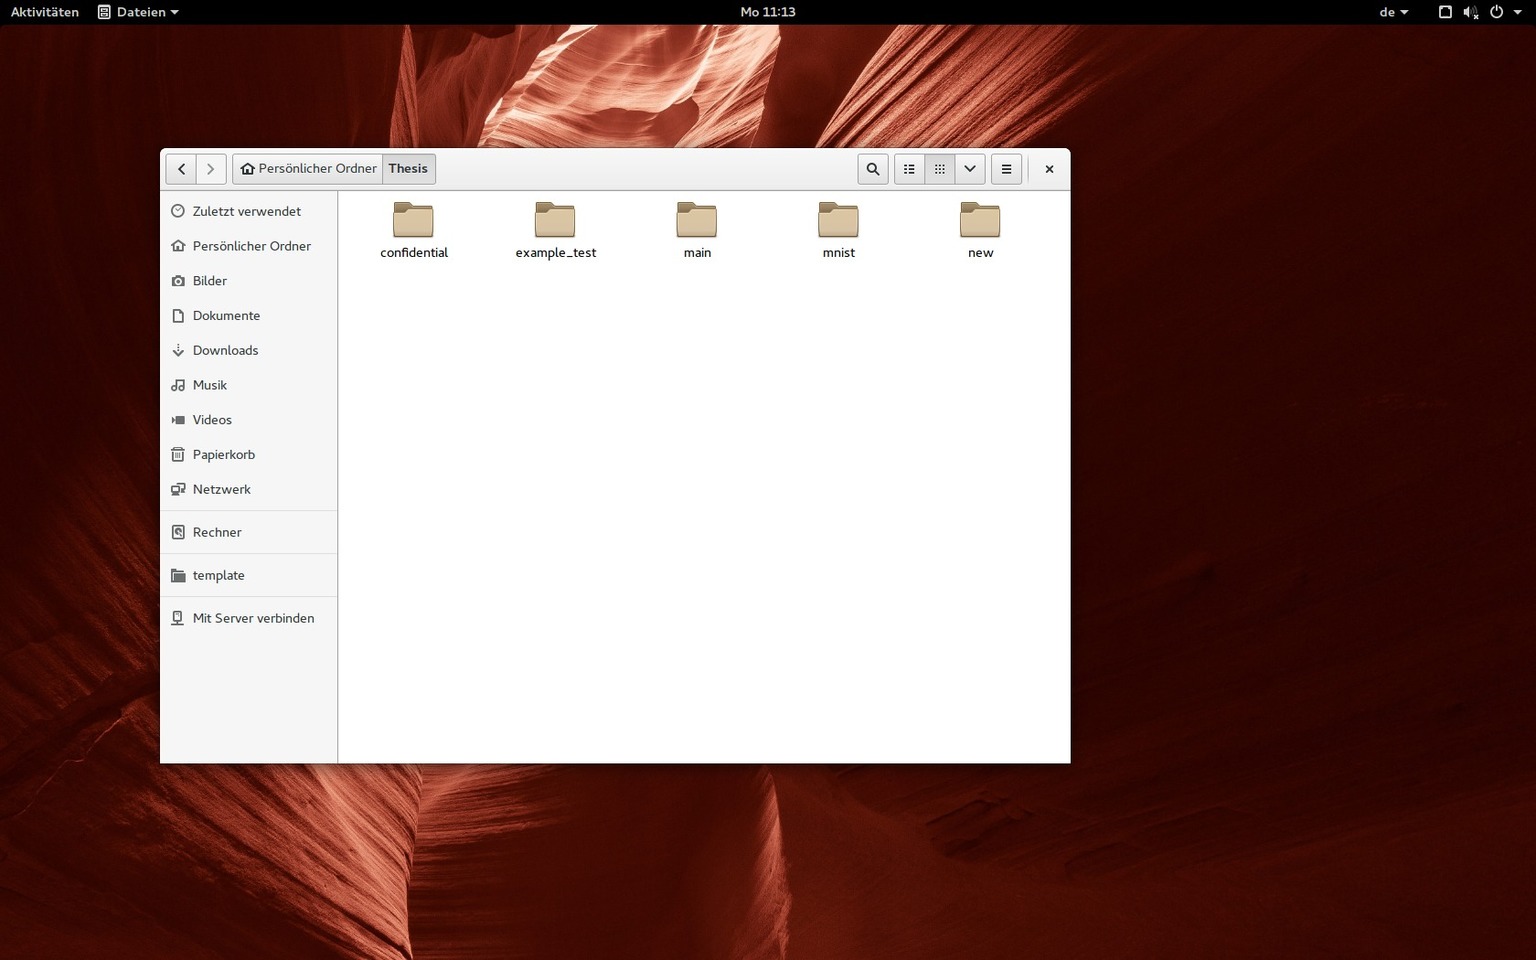 Aktivitäten Dateien Mo 11:13 de
Persönlicher Ordner Thesis
Zuletzt verwendet
Persönlicher Ordner
Bilder
Dokumente
Downloads
Musik
Videos
Papierkorb
Netzwerk
Rechner
template
Mit Server verbinden
confidential example_test main mnist new